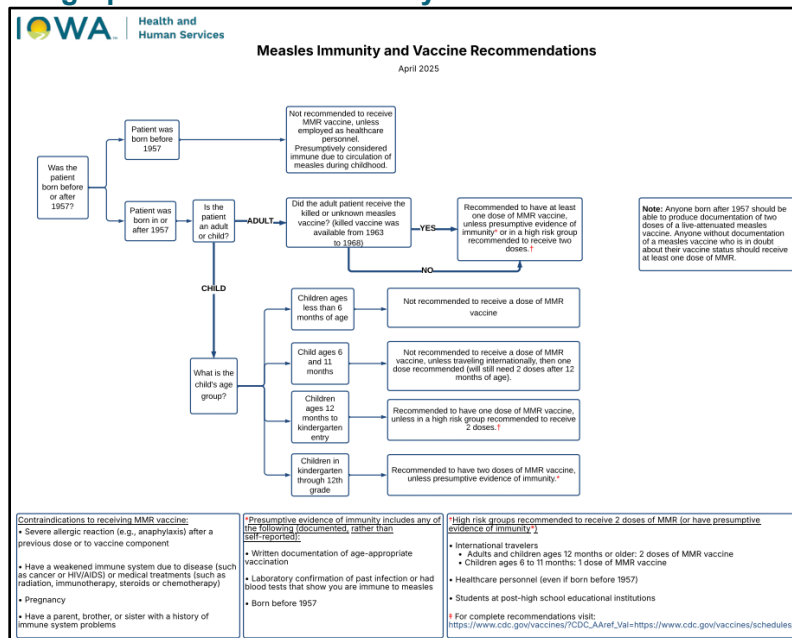 IOWA
Health and
Human Services
Measles Immunity and Vaccine Recommendations
April 2025
Was the
patient
born before
or after
1957?
Patient was
born before
1957
Not recommended to receive
MMR vaccine, unless
employed as healthcare
personnel.
Presumptively considered
immune due to circulation of
measles during childhood.
Patient was
born in or
after 1957
Is the
patient
an adult
or child?
ADULT
Did the adult patient receive the
killed or unknown measles
vaccine? (killed vaccine was
available from 1963
to 1968)
YES
NO
Recommended to have at least
one dose of MMR vaccine,
unless presumptive evidence of
immunity* or in a high risk group
recommended to receive two
doses.†
Note: Anyone born after 1957 should be
able to produce documentation of two
doses of a live-attenuated measles
vaccine. Anyone without documentation
of a measles vaccine who is in doubt
about their vaccine status should receive
at least one dose of MMR.
CHILD
What is the
child's age
group?
Children ages
less than 6
months of age
Not recommended to receive a dose of MMR
vaccine
Child ages 6
and 11
months
Not recommended to receive a dose of MMR
vaccine, unless traveling internationally, then one
dose recommended (will still need 2 doses after 12
months of age).
Children
ages 12
months to
kindergarten
entry
Recommended to have one dose of MMR vaccine,
unless in a high risk group recommended to receive
2 doses.†
Children in
kindergarten
through 12th
grade
Recommended to have two doses of MMR vaccine,
unless presumptive evidence of immunity.*
Contraindications to receiving MMR vaccine:
• Severe allergic reaction (e.g., anaphylaxis) after a
previous dose or to vaccine component
• Have a weakened immune system due to disease (such
as cancer or HIV/AIDS) or medical treatments (such as
radiation, immunotherapy, steroids or chemotherapy)
• Pregnancy
• Have a parent, brother, or sister with a history of
immune system problems
*Presumptive evidence of immunity includes any of
the following (documented, rather than
self-reported):
• Written documentation of age-appropriate
vaccination
• Laboratory confirmation of past infection or had
blood tests that show you are immune to measles
• Born before 1957
†High risk groups recommended to receive 2 doses of MMR (or have presumptive
evidence of immunity*)
• International travelers
• Adults and children ages 12 months or older: 2 doses of MMR vaccine
• Children ages 6 to 11 months: 1 dose of MMR vaccine
• Healthcare personnel (even if born before 1957)
• Students at post-high school educational institutions
‡ For complete recommendations visit:
https://www.cdc.gov/vaccines/?CDC_AAref_Val=https://www.cdc.gov/vaccines/schedules/